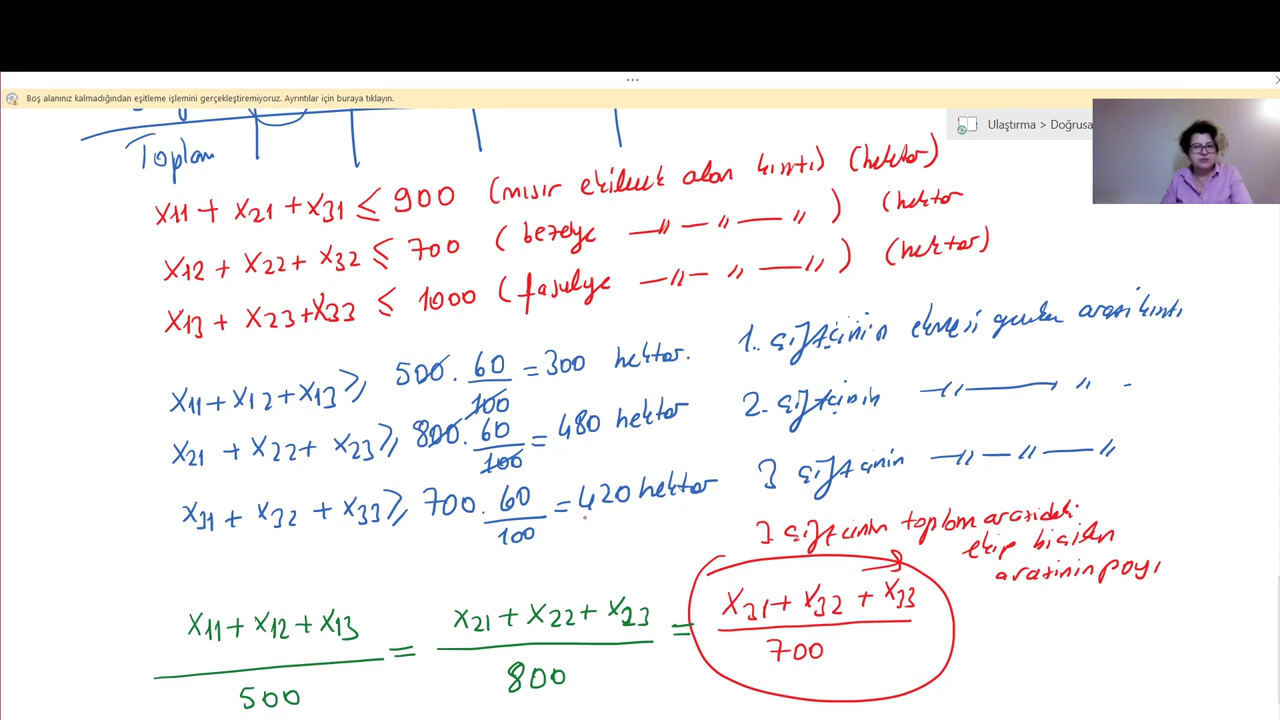 Boş alanınız kalmadığından eşitleme işlemini gerçekleştiremiyoruz. Ayrıntılar için buraya tıklayın.
Ulaştırma > Doğrusa
Toplam
x11 + x21 + x31 ≤ 900 (mısır ekilecek alan kısıtı) (hektar)
x12 + x22 + x32 ≤ 700 (bezelye —〃—〃—〃) (hektar
x13 + x23 + x33 ≤ 1000 (fasulye —〃—〃—〃) (hektar)
x11 + x12 + x13 ≥ 500 . 60/100 = 300 hektar. 1. çiftçinin ekmesi gereken arazi kısıtı
x21 + x22 + x23 ≥ 800 . 60/100 = 480 hektar 2. çiftçinin —〃—〃
x31 + x32 + x33 ≥ 700 . 60/100 = 420 hektar 3 çiftçinin —〃—〃—〃
3. çiftçinin toplam arazideki
ekip biçilen
arazinin payı
x11 + x12 + x13 / 500 = x21 + x22 + x23 / 800 = x31 + x32 + x33 / 700